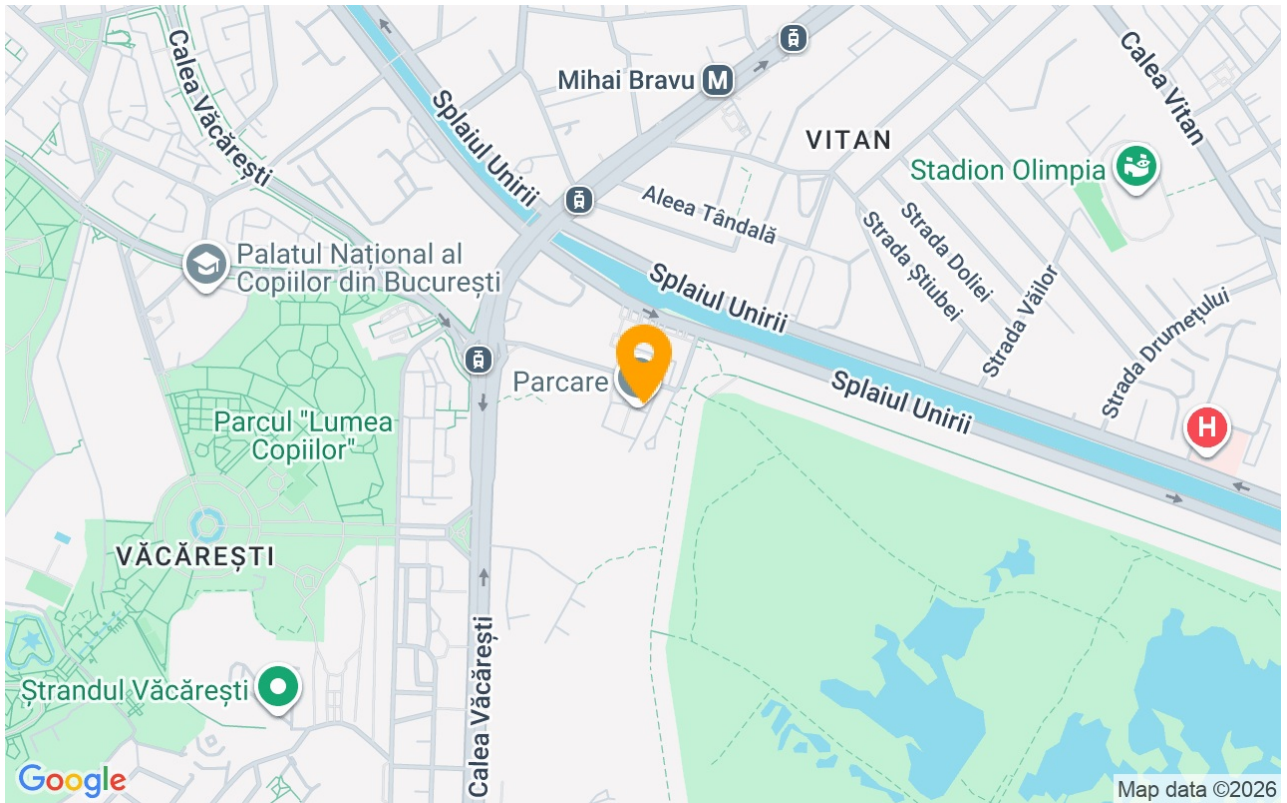 Calea Văcărești
Splaiul Unirii
Mihai Bravu
M
VITAN
Calea Vitan
Stadion Olimpia
Aleea Tândală
Strada Știubei
Strada Doliei
Strada Văilor
Strada Drumețului
Palatul Național al
Copiilor din București
Splaiul Unirii
Parcare
Splaiul Unirii
H
Parcul "Lumea
Copiilor"
VĂCĂREȘTI
Calea Văcărești
Ștrandul Văcărești
Google
Map data ©2026